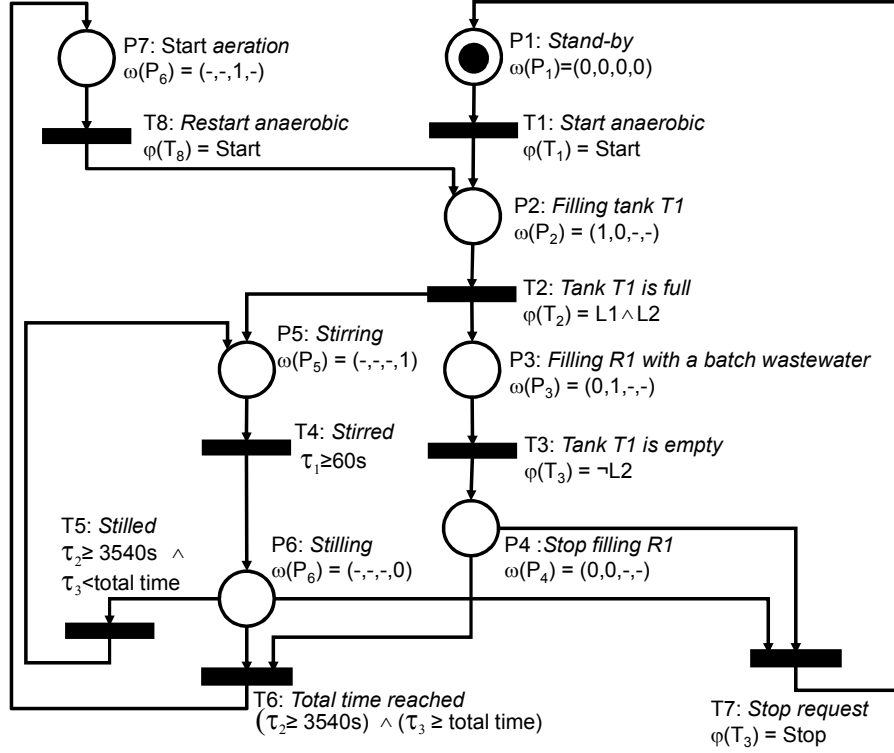 P7: Start aeration
ω(P₆) = (-,-,1,-)
P1: Stand-by
ω(P₁)=(0,0,0,0)
T8: Restart anaerobic
φ(T₈) = Start
T1: Start anaerobic
φ(T₁) = Start
P2: Filling tank T1
ω(P₂) = (1,0,-,-)
T2: Tank T1 is full
φ(T₂) = L1∧L2
P5: Stirring
ω(P₅) = (-,-,-,1)
P3: Filling R1 with a batch wastewater
ω(P₃) = (0,1,-,-)
T4: Stirred
τ₁≥60s
T3: Tank T1 is empty
φ(T₃) = ¬L2
T5: Stilled
τ₂≥ 3540s ∧
τ₃<total time
P6: Stilling
ω(P₆) = (-,-,-,0)
P4 :Stop filling R1
ω(P₄) = (0,0,-,-)
T6: Total time reached
(τ₂≥ 3540s) ∧ (τ₃ ≥ total time)
T7: Stop request
φ(T₃) = Stop